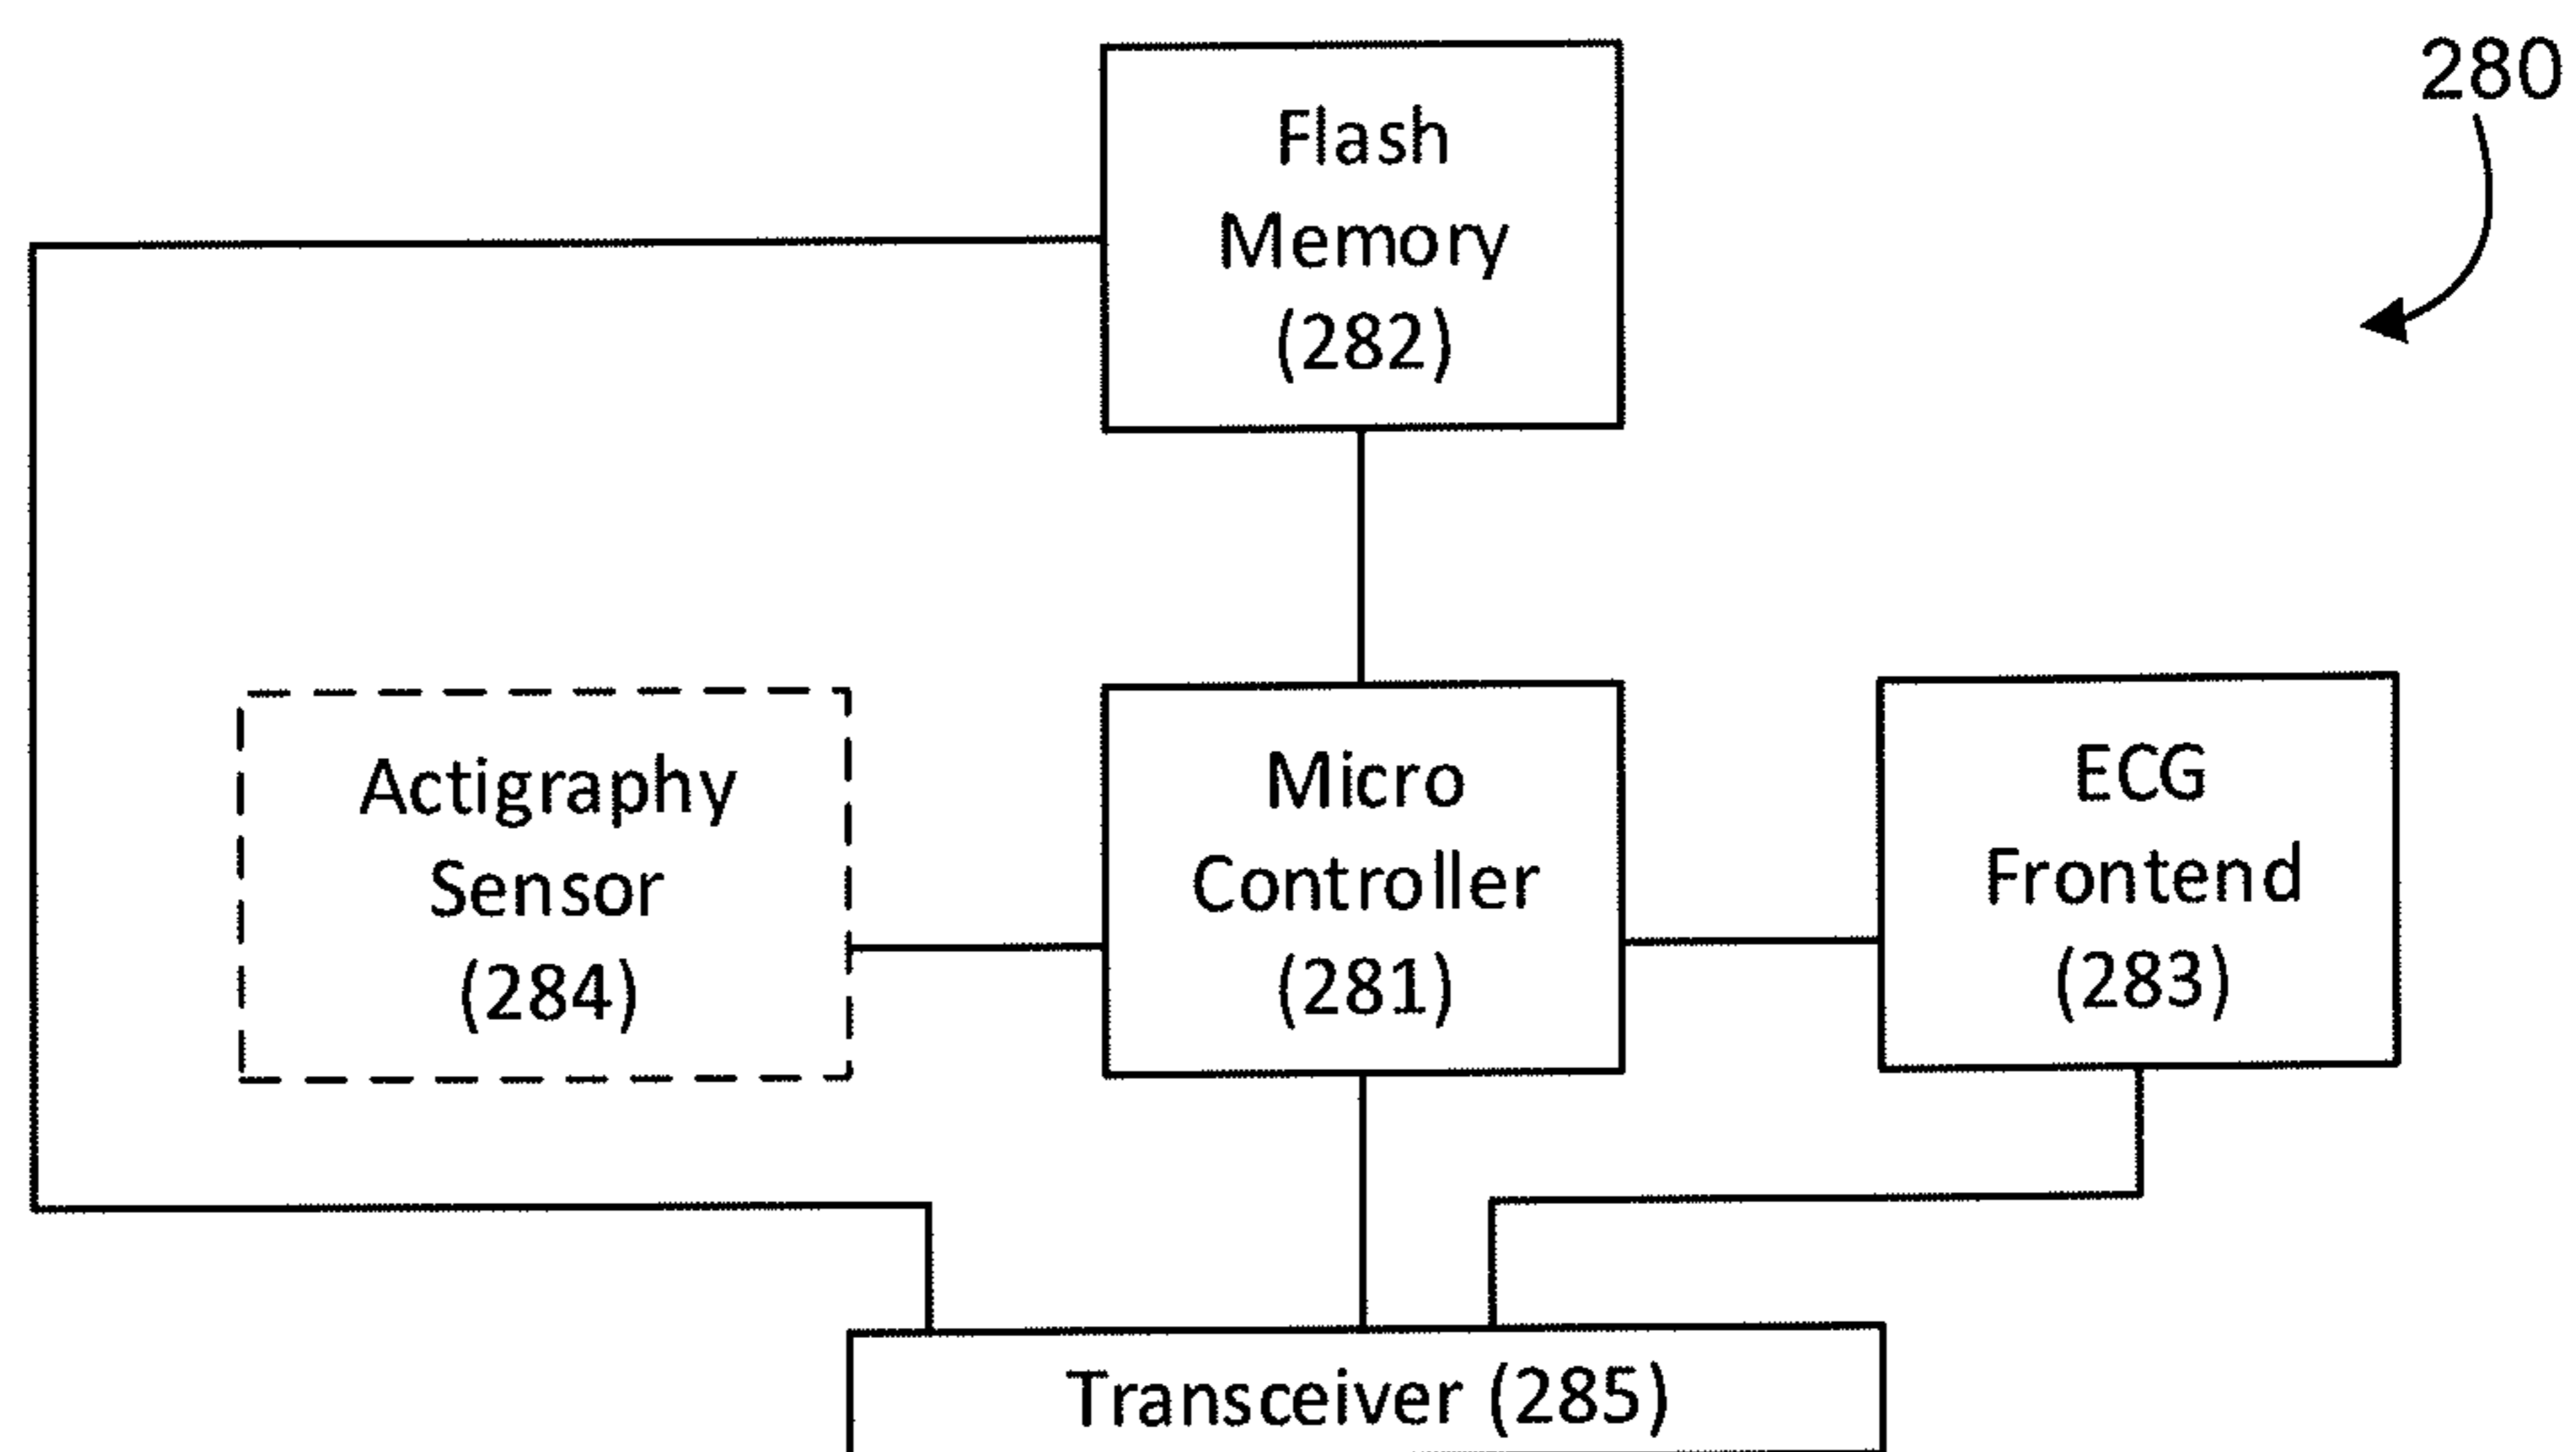 280
Flash
Memory
(282)
Actigraphy
Sensor
(284)
Micro
Controller
(281)
ECG
Frontend
(283)
Transceiver (285)